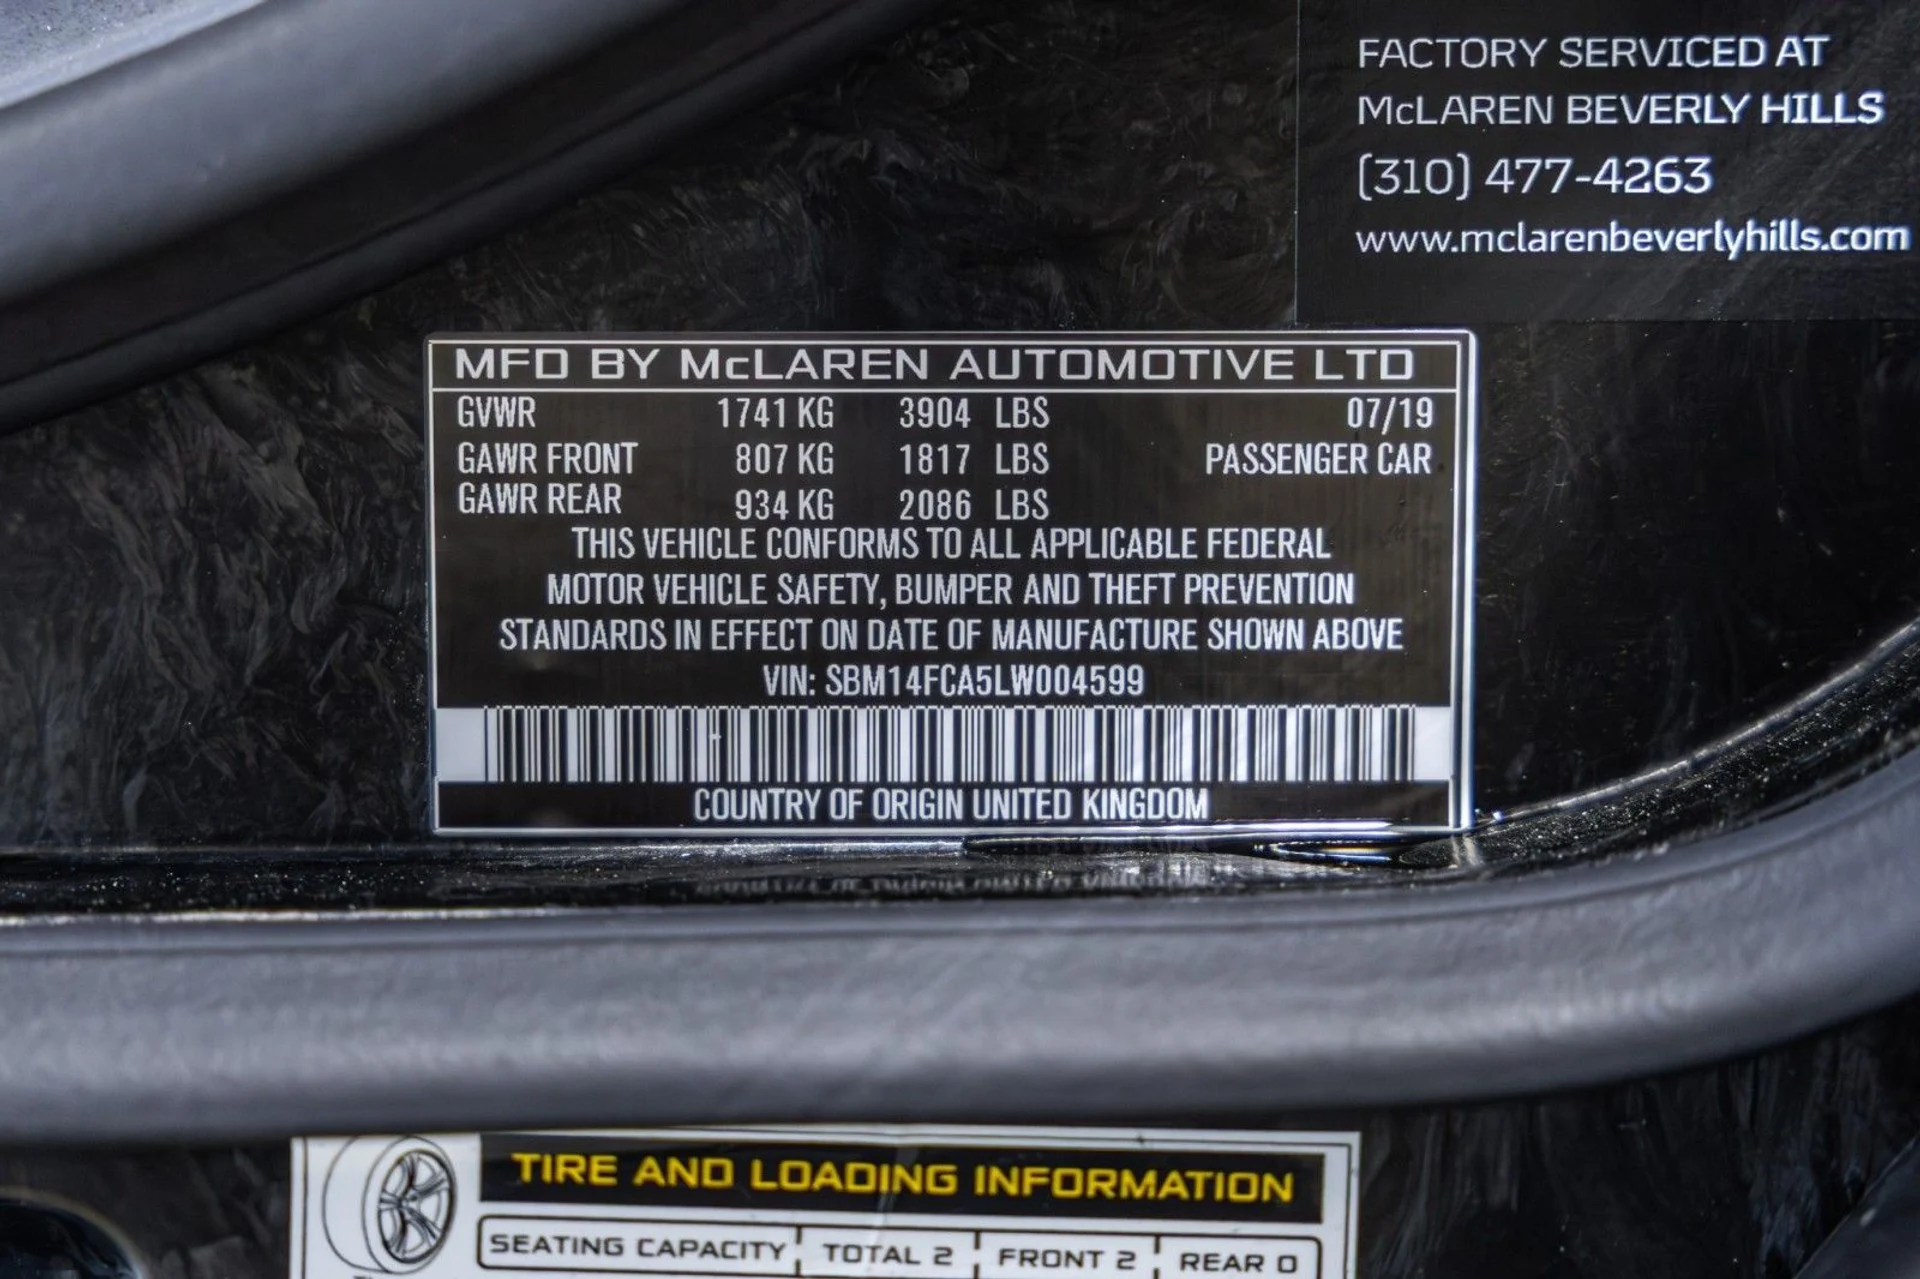 FACTORY SERVICED AT
McLAREN BEVERLY HILLS
(310) 477-4263
www.mclarenbeverlyhills.com
MFD BY McLAREN AUTOMOTIVE LTD
GVWR 1741 KG 3904 LBS 07/19
GAWR FRONT 807 KG 1817 LBS PASSENGER CAR
GAWR REAR 934 KG 2086 LBS
THIS VEHICLE CONFORMS TO ALL APPLICABLE FEDERAL
MOTOR VEHICLE SAFETY, BUMPER AND THEFT PREVENTION
STANDARDS IN EFFECT ON DATE OF MANUFACTURE SHOWN ABOVE
VIN: SBM14FCA5LW004599
COUNTRY OF ORIGIN UNITED KINGDOM
TIRE AND LOADING INFORMATION
SEATING CAPACITY TOTAL 2 FRONT 2 REAR 0